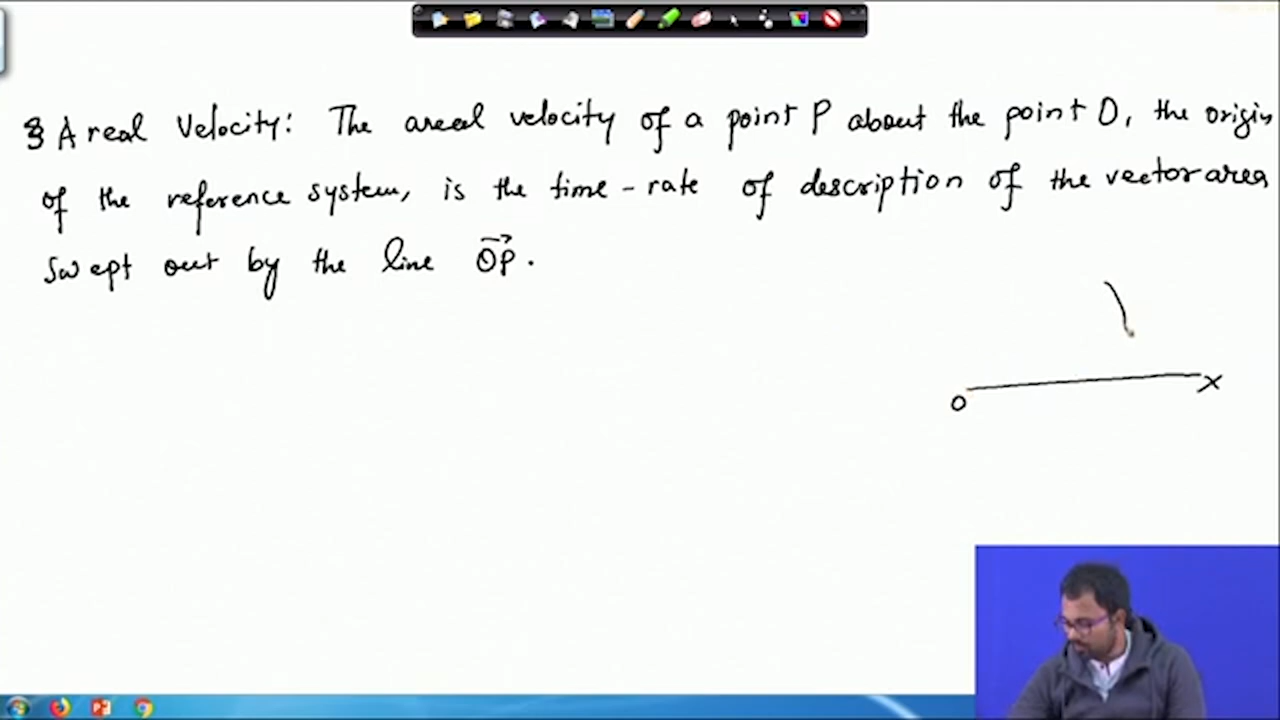 § Areal Velocity: The areal velocity of a point P about the point O, the origin
of the reference system, is the time-rate of description of the vector area
swept out by the line OP.
O X